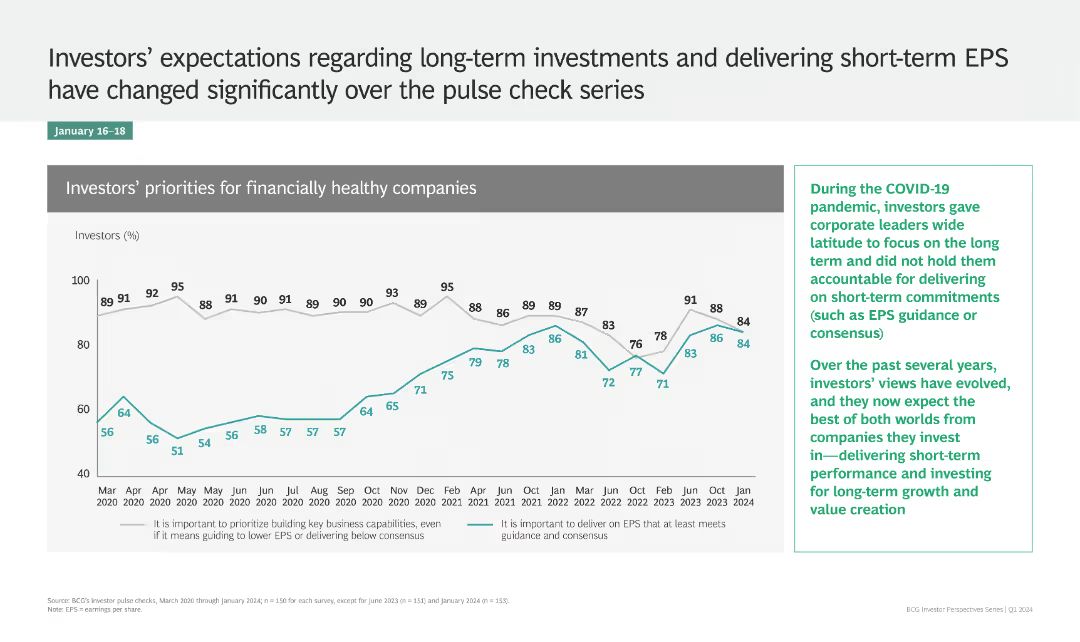 Investors’ expectations regarding long-term investments and delivering short-term EPS
have changed significantly over the pulse check series
January 16–18
Investors’ priorities for financially healthy companies
Investors (%)
100
80
60
40
89 91 92 95 88 91 90 91 89 90 90 93 89 95 88 86 89 89 87 83 76 78 91 88 84
56 64 56 51 54 56 58 57 57 57 64 65 71 75 79 78 83 86 81 72 77 71 83 86 84
Mar Apr Apr May May Jun Jun Jul Aug Sep Oct Nov Dec Feb Apr Jun Oct Jan Mar Jun Oct Feb Jun Oct Jan
2020 2020 2020 2020 2020 2020 2020 2020 2020 2020 2020 2020 2020 2021 2021 2021 2021 2022 2022 2022 2022 2023 2023 2023 2024
It is important to prioritize building key business capabilities, even
if it means guiding to lower EPS or delivering below consensus
It is important to deliver on EPS that at least meets
guidance and consensus
During the COVID-19
pandemic, investors gave
corporate leaders wide
latitude to focus on the long
term and did not hold them
accountable for delivering
on short-term commitments
(such as EPS guidance or
consensus)
Over the past several years,
investors’ views have evolved,
and they now expect the
best of both worlds from
companies they invest
in—delivering short-term
performance and investing
for long-term growth and
value creation
Source: BCG’s investor pulse checks, March 2020 through January 2024; n = 150 for each survey, except for June 2023 (n = 151) and January 2024 (n = 153).
Note: EPS = earnings per share.
BCG Investor Perspectives Series | Q1 2024